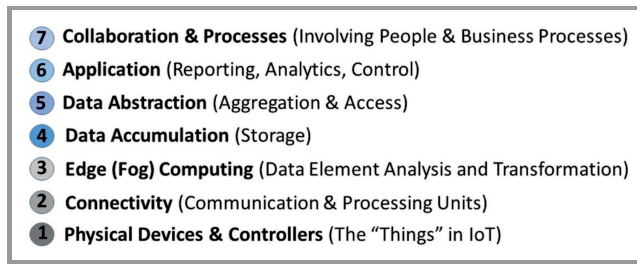 7 Collaboration & Processes (Involving People & Business Processes)
6 Application (Reporting, Analytics, Control)
5 Data Abstraction (Aggregation & Access)
4 Data Accumulation (Storage)
3 Edge (Fog) Computing (Data Element Analysis and Transformation)
2 Connectivity (Communication & Processing Units)
1 Physical Devices & Controllers (The “Things” in IoT)